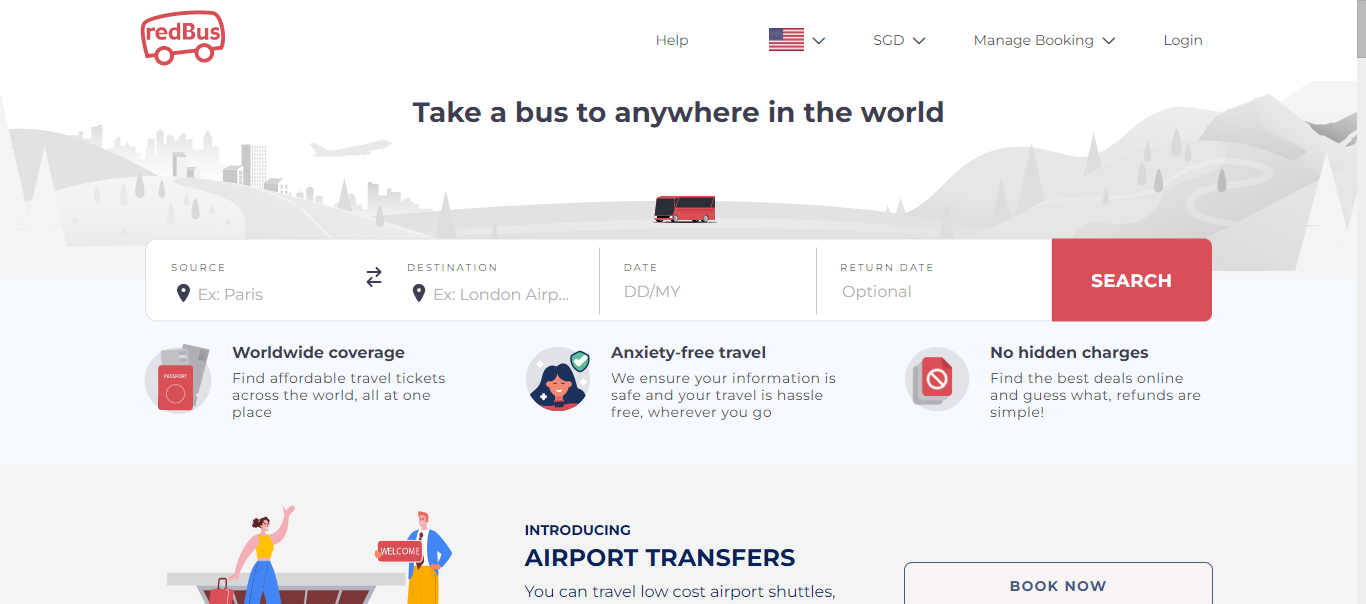 redBus
Help
SGD
Manage Booking
Login
Take a bus to anywhere in the world
SOURCE
Ex: Paris
DESTINATION
Ex: London Airp...
DATE
DD/MY
RETURN DATE
Optional
SEARCH
PASSPORT
Worldwide coverage
Find affordable travel tickets
across the world, all at one
place
Anxiety-free travel
We ensure your information is
safe and your travel is hassle
free, wherever you go
No hidden charges
Find the best deals online
and guess what, refunds are
simple!
WELCOME
INTRODUCING
AIRPORT TRANSFERS
You can travel low cost airport shuttles,
BOOK NOW